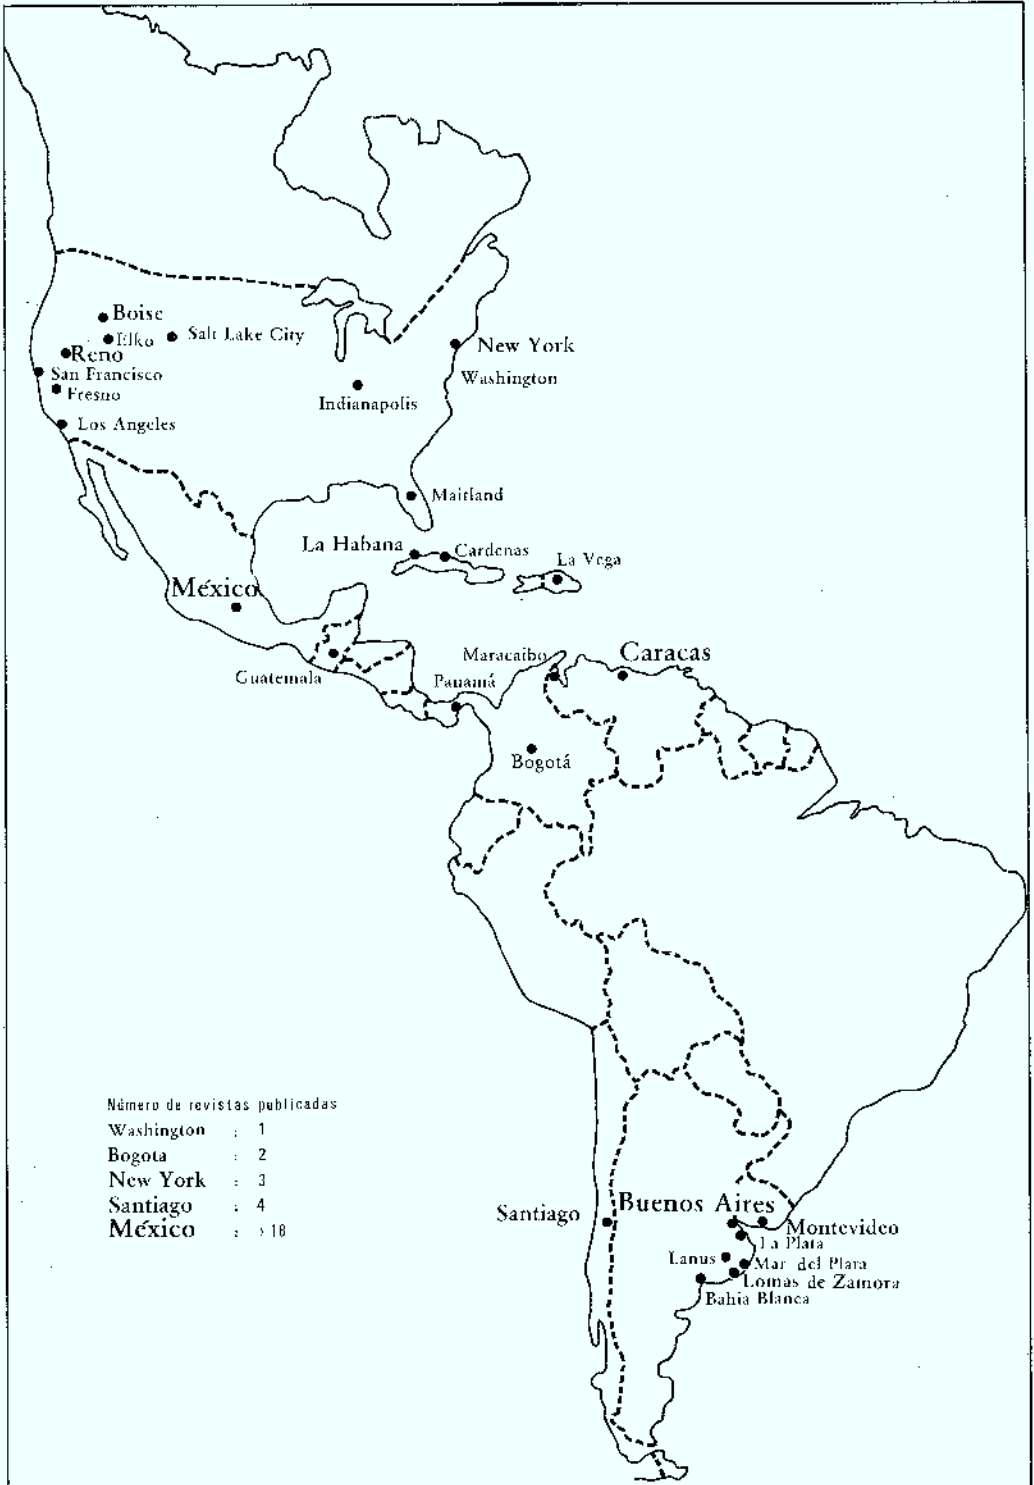 Boise
Elko
Salt Lake City
Reno
San Francisco
Fresno
Los Angeles
New York
Washington
Indianapolis
Maitland
La Habana
Cardenas
La Vega
México
Guatemala
Maracaibo
Caracas
Panamá
Bogotá
Número de revistas publicadas
Washington : 1
Bogota : 2
New York : 3
Santiago : 4
México : >18
Santiago
Buenos Aires
Montevideo
La Plata
Lanus
Mar del Plara
Lomas de Zamora
Bahia Blanca